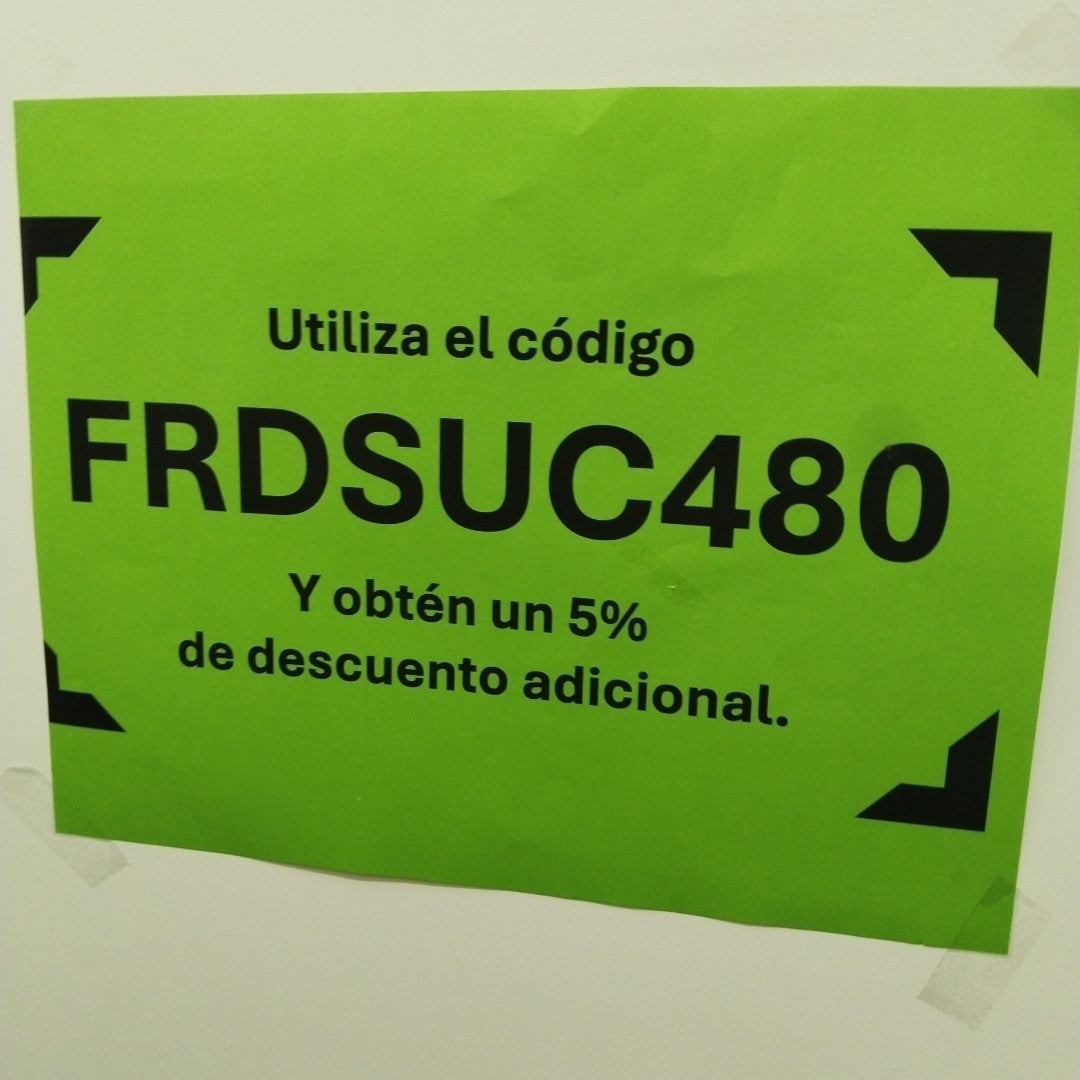 Utiliza el código
FRDSUC480
Y obtén un 5%
de descuento adicional.